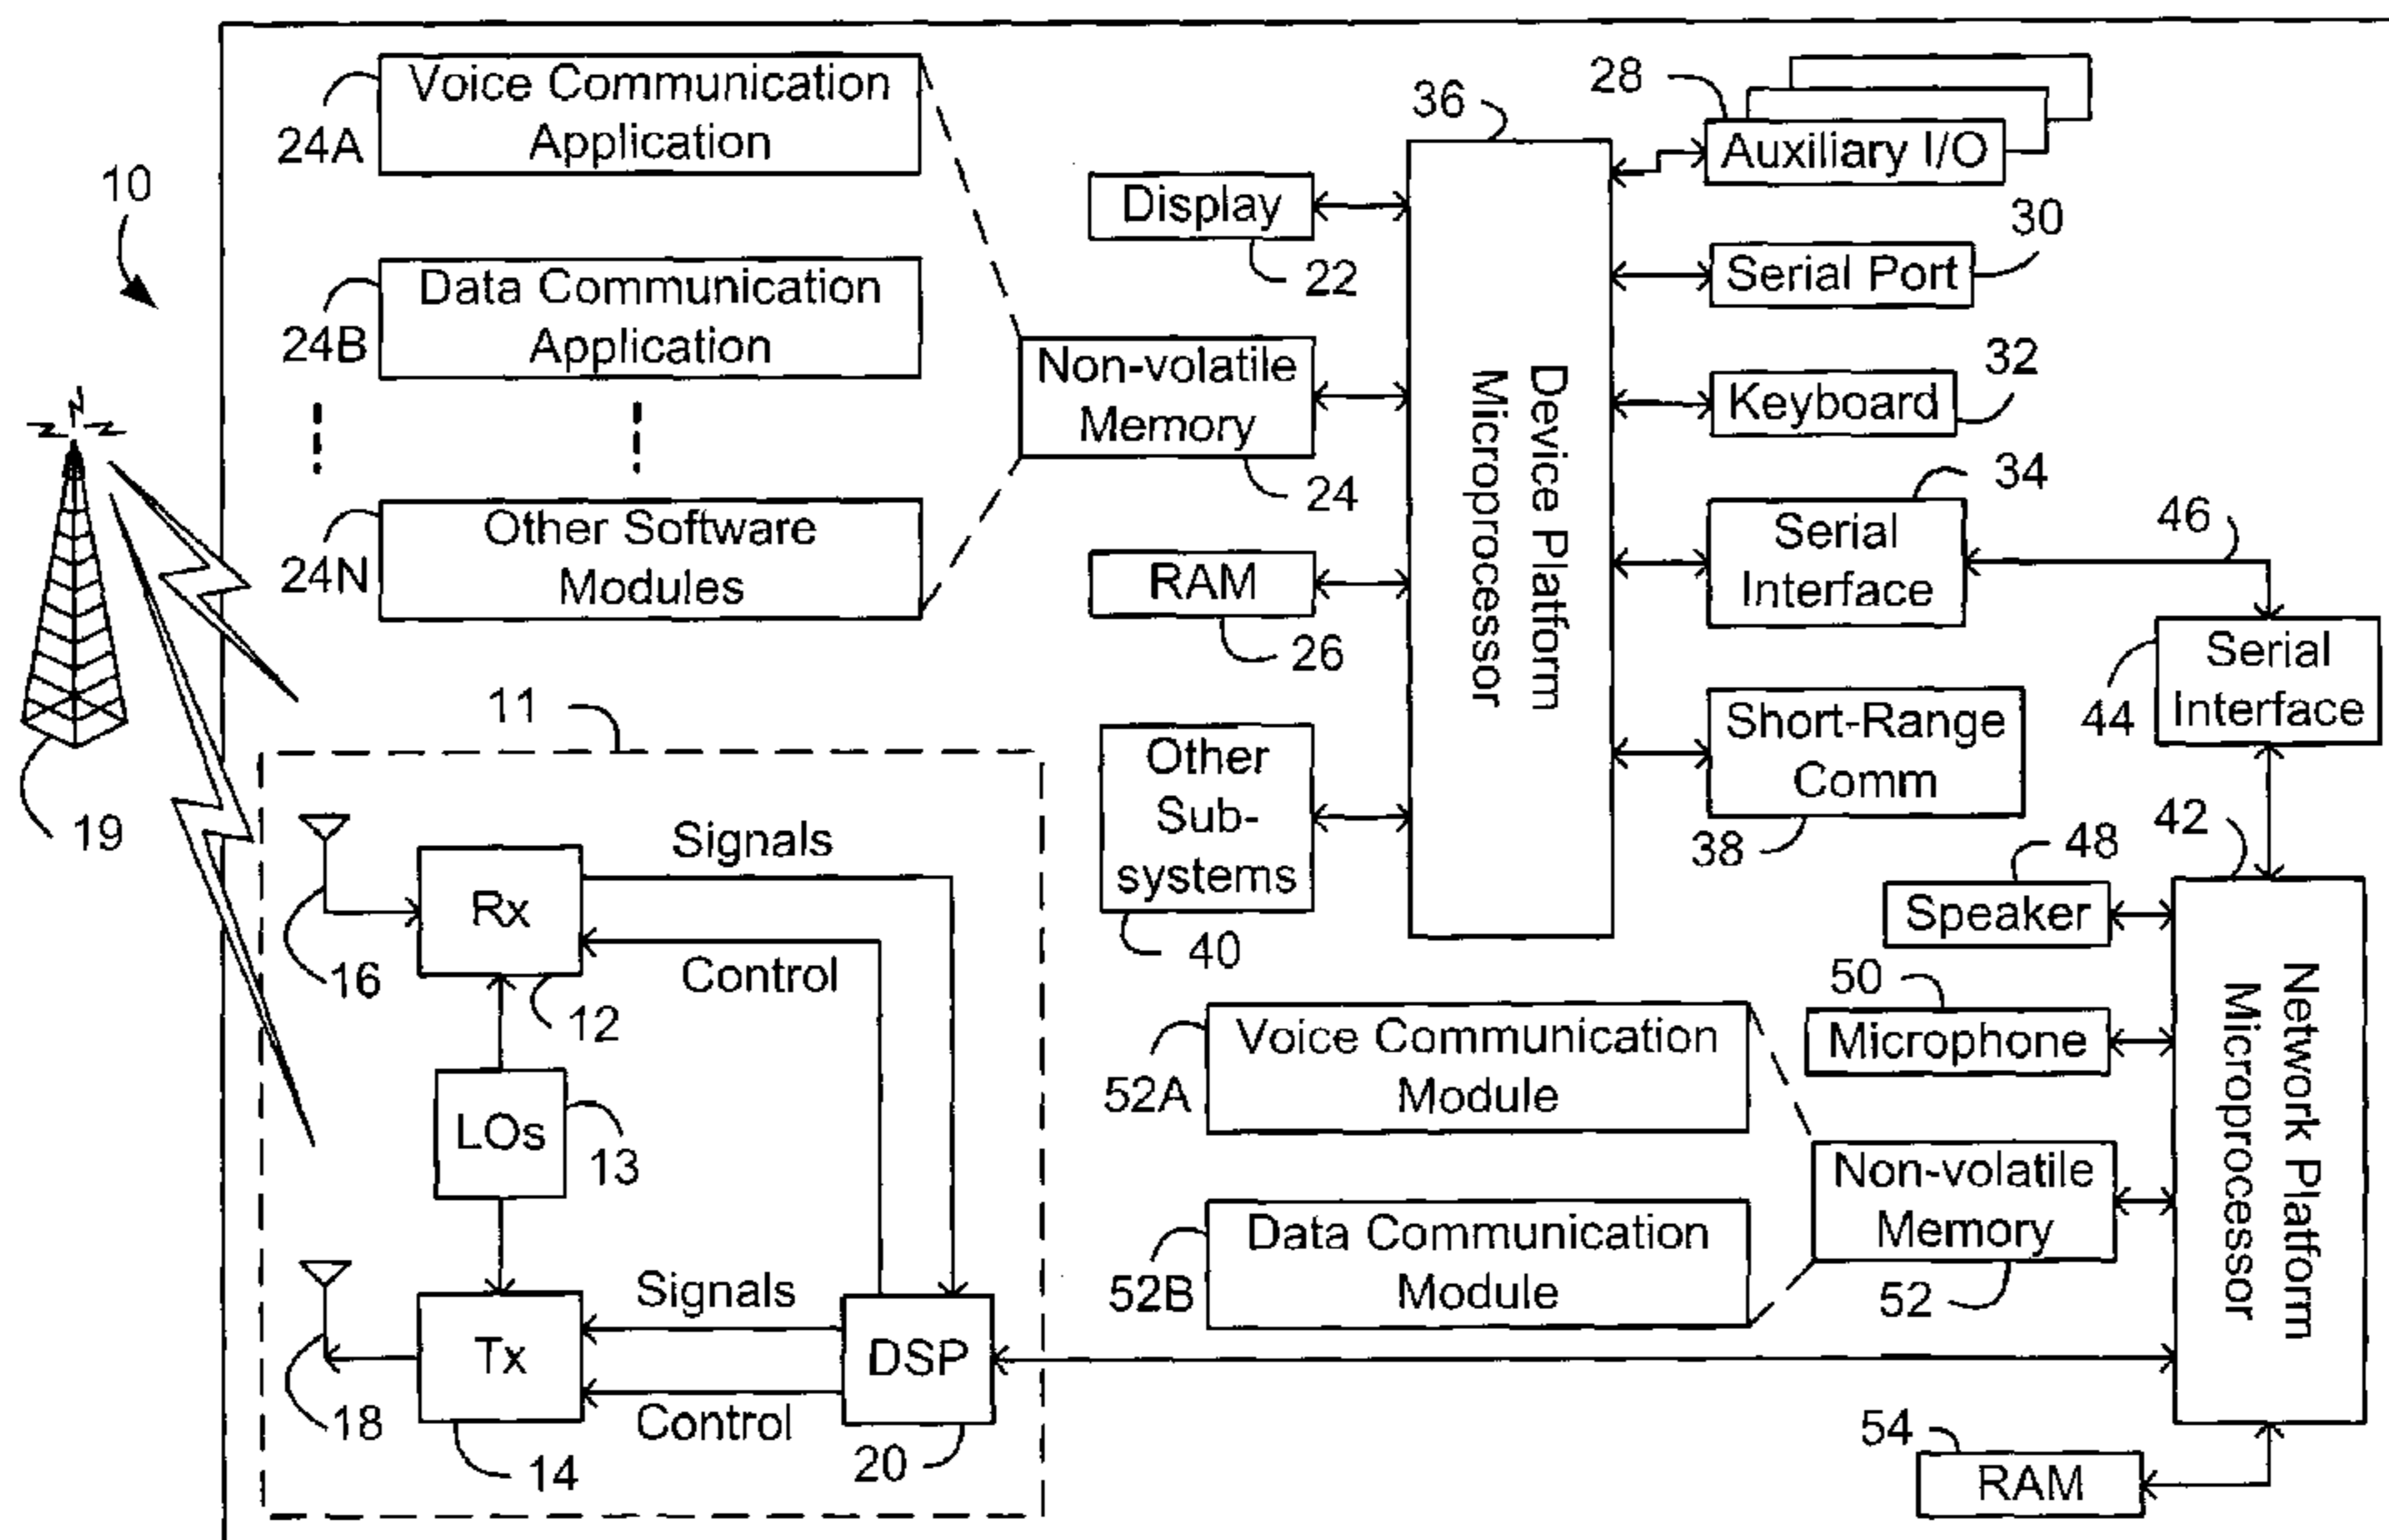 10
24A
Voice Communication
Application
24B
Data Communication
Application
24N
Other Software
Modules
19
Display
22
Non-volatile
Memory
24
RAM
26
Other
Sub-
systems
40
36
Device Platform
Microprocessor
28
Auxiliary I/O
30
Serial Port
32
Keyboard
34
Serial
Interface
46
44
Serial
Interface
Short-Range
Comm
38
42
48
Speaker
50
Microphone
Network Platform
Microprocessor
52A
Voice Communication
Module
52B
Data Communication
Module
Non-volatile
Memory
52
54
RAM
11
16
Rx
12
Signals
Control
LOs
13
18
Tx
14
Signals
Control
DSP
20